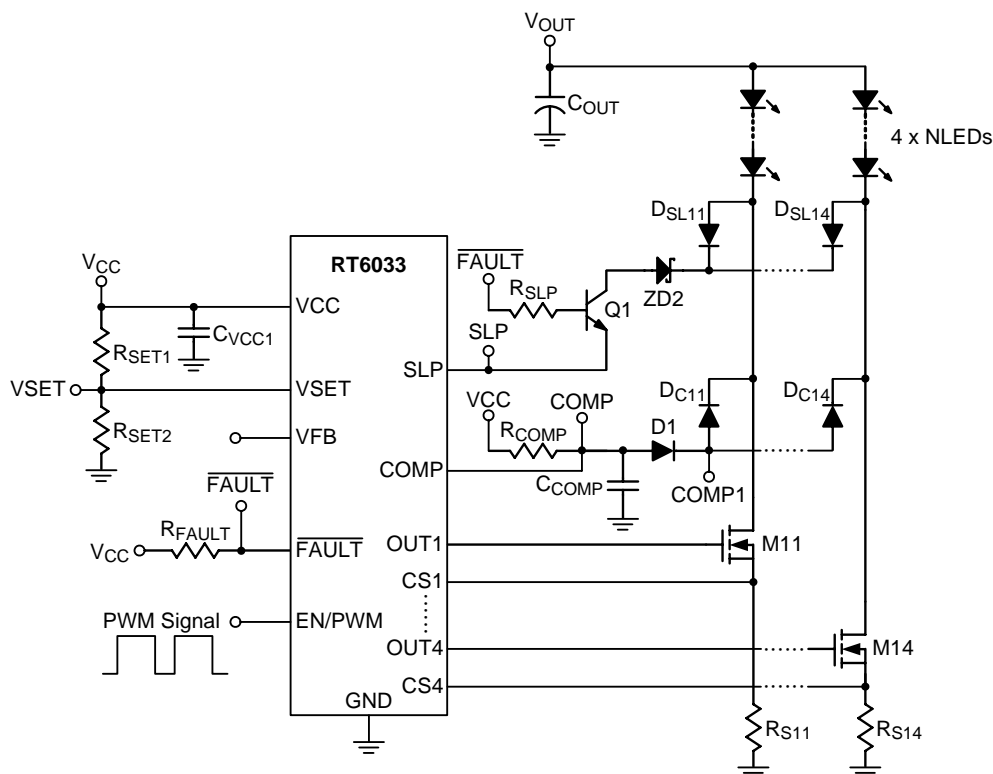 VOUT
COUT
4 x NLEDs
DSL11
DSL14
RT6033
FAULT
VCC
RSLP
ZD2
VCC
CVCC1
Q1
SLP
RSET1
SLP
VSET
VSET
DC11
DC14
VCC
COMP
RCOMP
D1
RSET2
VFB
COMP
CCOMP
COMP1
FAULT
RFAULT
VCC
FAULT
OUT1
M11
CS1
PWM Signal
EN/PWM
OUT4
M14
CS4
GND
RS11
RS14